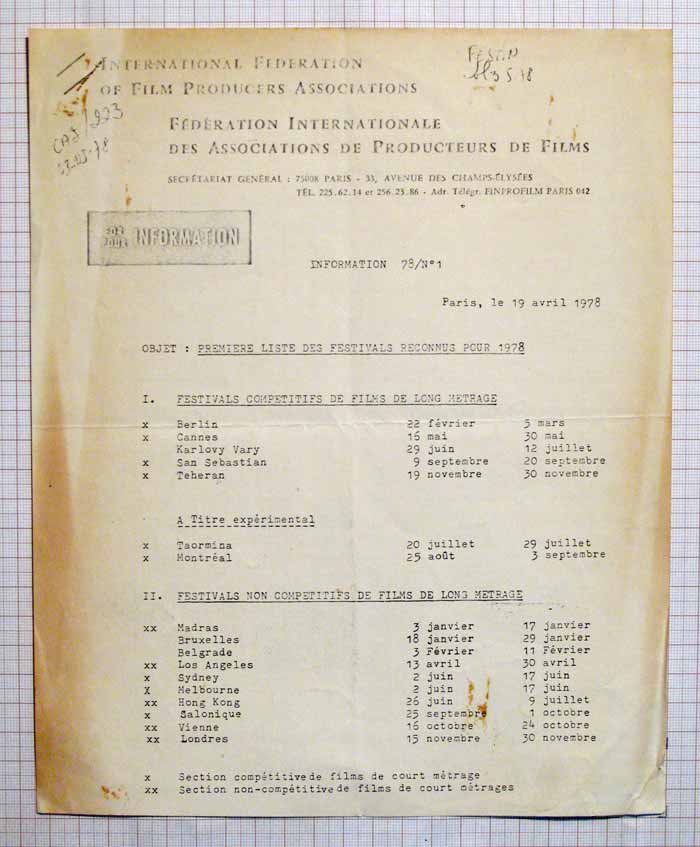 INTERNATIONAL FEDERATION
OF FILM PRODUCERS ASSOCIATIONS
FÉDÉRATION INTERNATIONALE
DES ASSOCIATIONS DE PRODUCTEURS DE FILMS
SECRÉTARIAT GÉNÉRAL : 75008 PARIS - 33, AVENUE DES CHAMPS-ÉLYSÉES
TÉL. 225.62.14 et 256.23.86 - Adr. Télégr. FINPROFILM PARIS 042
FOR
POUR INFORMATION
INFORMATION 78/N°1
Paris, le 19 avril 1978
OBJET : PREMIERE LISTE DES FESTIVALS RECONNUS POUR 1978
I. FESTIVALS COMPETITIFS DE FILMS DE LONG METRAGE
x Berlin 22 février 5 mars
x Cannes 16 mai 30 mai
Karlovy Vary 29 juin 12 juillet
x San Sebastian 9 septembre 20 septembre
x Teheran 19 novembre 30 novembre
A Titre expérimental
x Taormina 20 juillet 29 juillet
x Montréal 25 août 3 septembre
II. FESTIVALS NON COMPETITIFS DE FILMS DE LONG METRAGE
xx Madras 3 janvier 17 janvier
Bruxelles 18 janvier 29 janvier
Belgrade 3 Février 11 Février
xx Los Angeles 13 avril 30 avril
x Sydney 2 juin 17 juin
x Melbourne 2 juin 17 juin
xx Hong Kong 26 juin 9 juillet
x Salonique 25 septembre 1 octobre
xx Vienne 16 octobre 24 octobre
xx Londres 15 novembre 30 novembre
x Section compétitive de films de court métrage
xx Section non-compétitive de films de court métrages